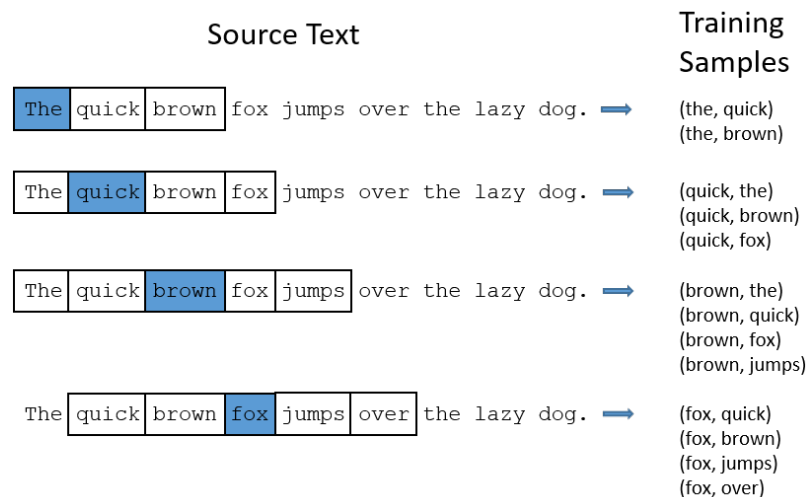 Source Text
Training
Samples
The quick brown fox jumps over the lazy dog.
(the, quick)
(the, brown)
The quick brown fox jumps over the lazy dog.
(quick, the)
(quick, brown)
(quick, fox)
The quick brown fox jumps over the lazy dog.
(brown, the)
(brown, quick)
(brown, fox)
(brown, jumps)
The quick brown fox jumps over the lazy dog.
(fox, quick)
(fox, brown)
(fox, jumps)
(fox, over)